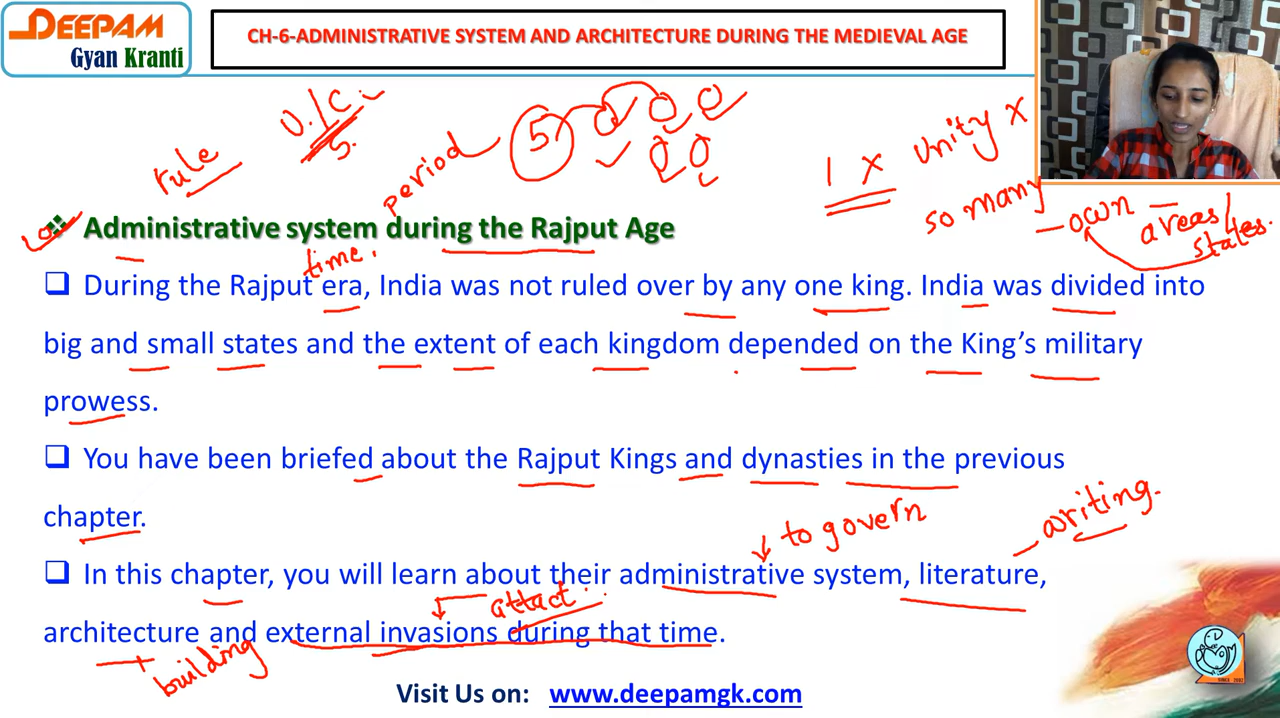 DEEPAM
Gyan Kranti
CH-6-ADMINISTRATIVE SYSTEM AND ARCHITECTURE DURING THE MEDIEVAL AGE
rule
period
5
5.
1 X
unity X
so many
own
areas/
states.
Administrative system during the Rajput Age
time.
During the Rajput era, India was not ruled over by any one king. India was divided into
big and small states and the extent of each kingdom depended on the King's military
prowess.
You have been briefed about the Rajput Kings and dynasties in the previous
chapter.
to govern
writing.
In this chapter, you will learn about their administrative system, literature,
attact
architecture and external invasions during that time.
building
Visit Us on: www.deepamgk.com